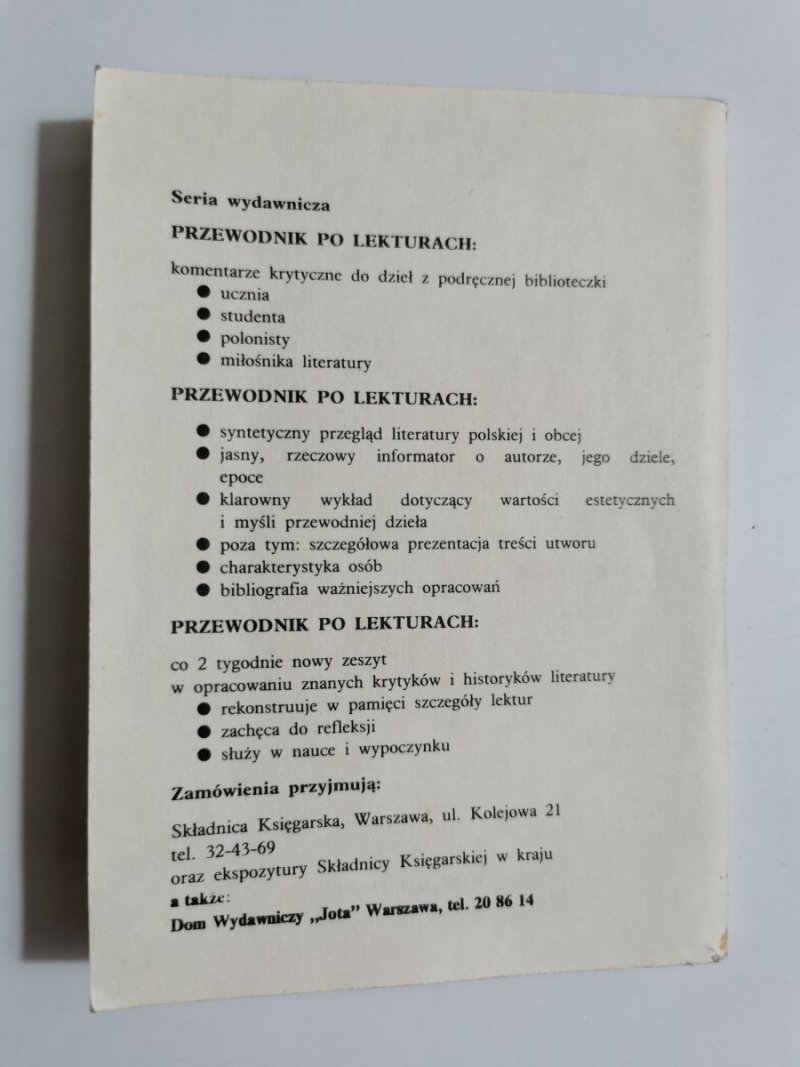 Seria wydawnicza
PRZEWODNIK PO LEKTURACH:
komentarze krytyczne do dzieł z podręcznej biblioteczki
● ucznia
● studenta
● polonisty
● miłośnika literatury
PRZEWODNIK PO LEKTURACH:
● syntetyczny przegląd literatury polskiej i obcej
● jasny, rzeczowy informator o autorze, jego dziele,
epoce
● klarowny wykład dotyczący wartości estetycznych
i myśli przewodniej dzieła
● poza tym: szczegółowa prezentacja treści utworu
● charakterystyka osób
● bibliografia ważniejszych opracowań
PRZEWODNIK PO LEKTURACH:
co 2 tygodnie nowy zeszyt
w opracowaniu znanych krytyków i historyków literatury
● rekonstruuje w pamięci szczegóły lektur
● zachęca do refleksji
● służy w nauce i wypoczynku
Zamówienia przyjmują:
Składnica Księgarska, Warszawa, ul. Kolejowa 21
tel. 32-43-69
oraz ekspozytury Składnicy Księgarskiej w kraju
a także:
Dom Wydawniczy „Jota” Warszawa, tel. 20 86 14